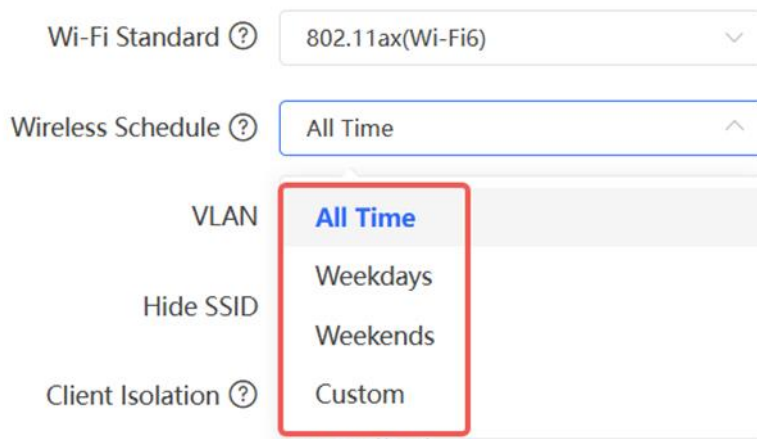 Wi-Fi Standard ? 802.11ax(Wi-Fi6)
Wireless Schedule ? All Time
VLAN All Time
Weekdays
Hide SSID
Weekends
Client Isolation ? Custom